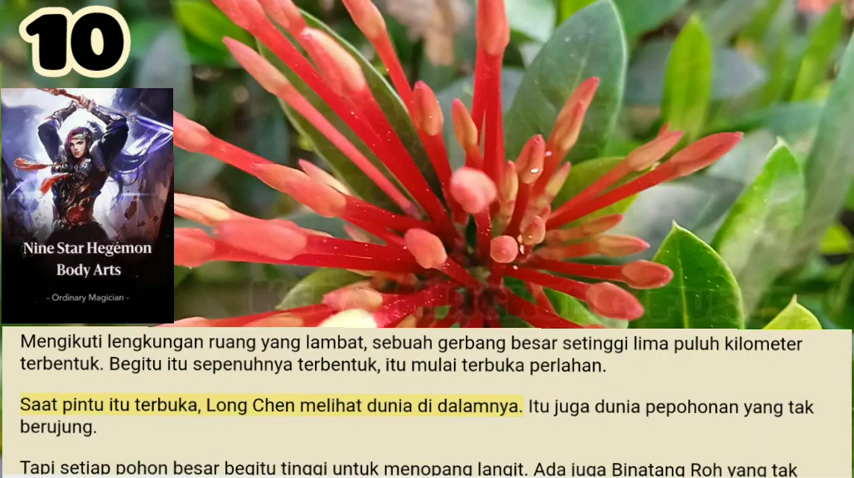 10
Nine Star Hegemon
Body Arts
- Ordinary Magician -
Mengikuti lengkungan ruang yang lambat, sebuah gerbang besar setinggi lima puluh kilometer
terbentuk. Begitu itu sepenuhnya terbentuk, itu mulai terbuka perlahan.
Saat pintu itu terbuka, Long Chen melihat dunia di dalamnya. Itu juga dunia pepohonan yang tak
berujung.
Tapi setiap pohon besar begitu tinggi untuk menopang langit. Ada juga Binatang Roh yang tak